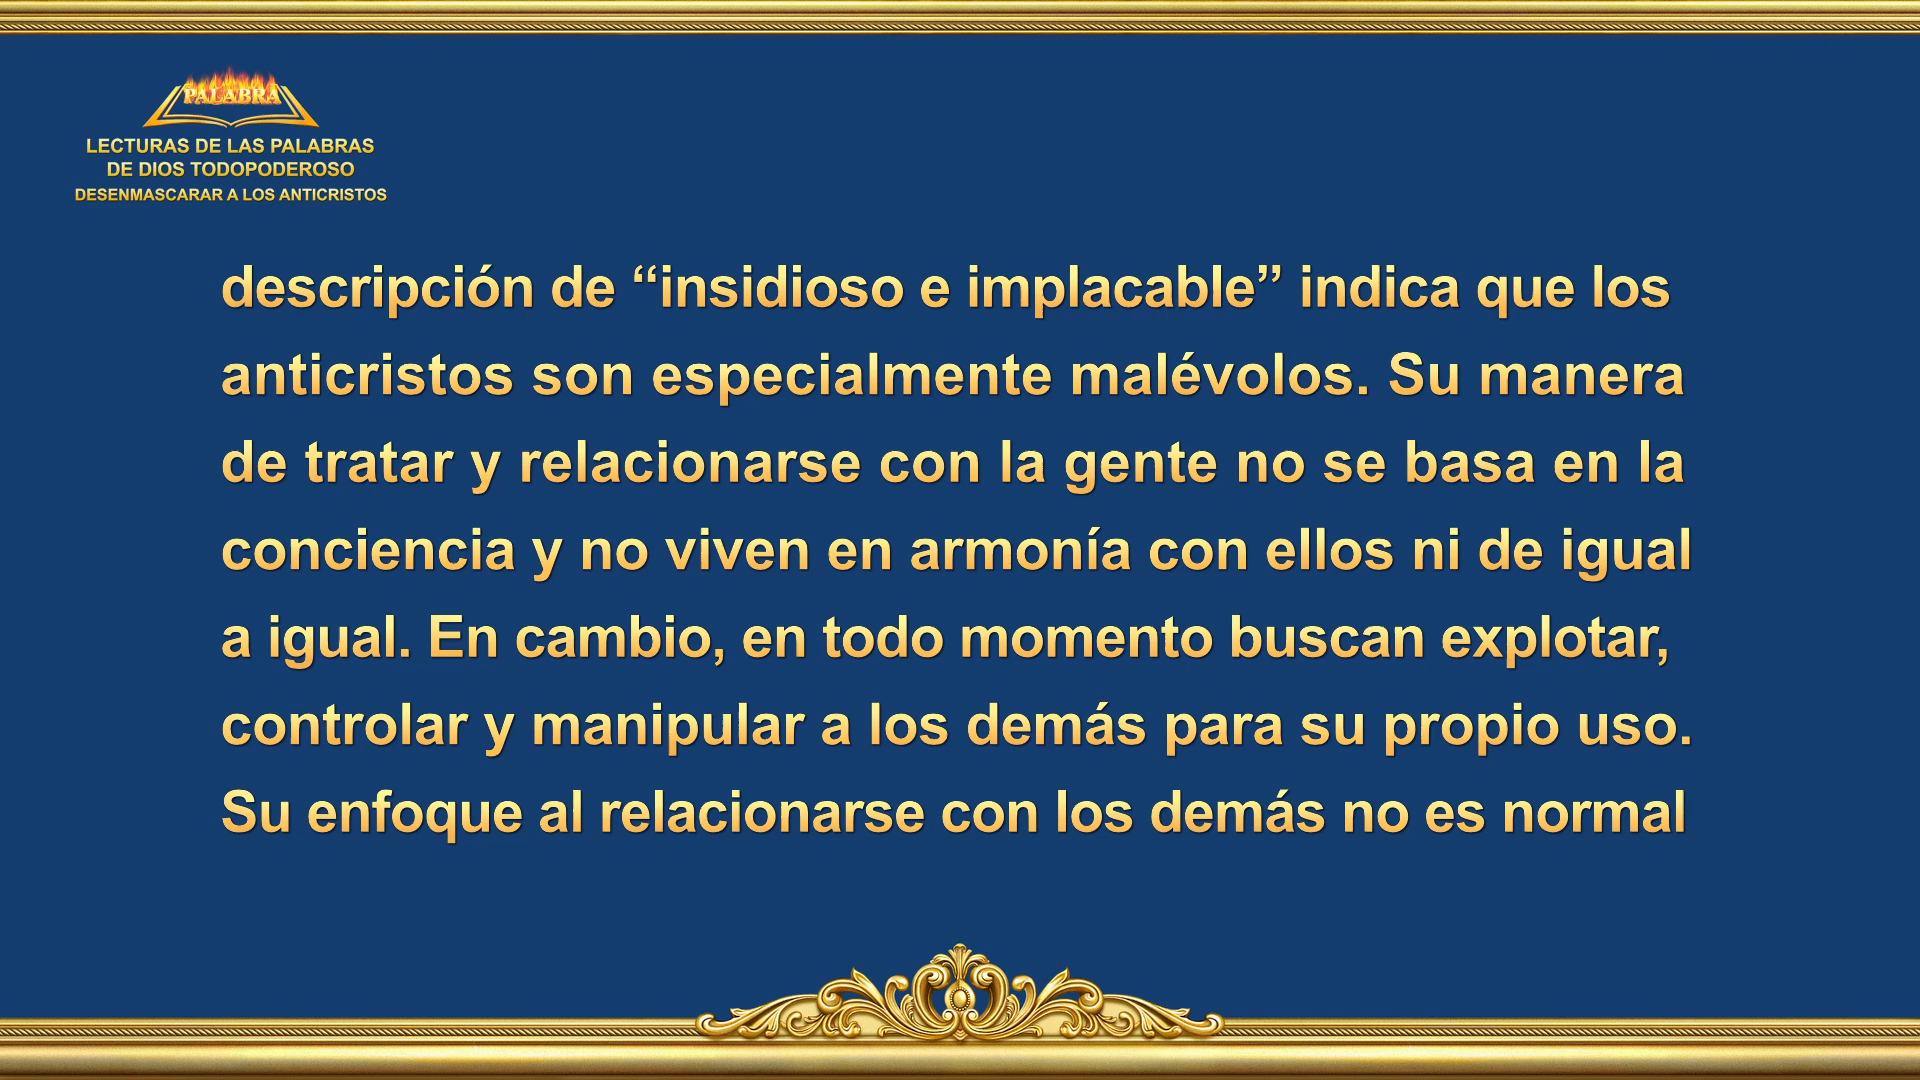 PALABRA
LECTURAS DE LAS PALABRAS
DE DIOS TODOPODEROSO
DESENMASCARAR A LOS ANTICRISTOS
descripción de “insidioso e implacable” indica que los
anticristos son especialmente malévolos. Su manera
de tratar y relacionarse con la gente no se basa en la
conciencia y no viven en armonía con ellos ni de igual
a igual. En cambio, en todo momento buscan explotar,
controlar y manipular a los demás para su propio uso.
Su enfoque al relacionarse con los demás no es normal